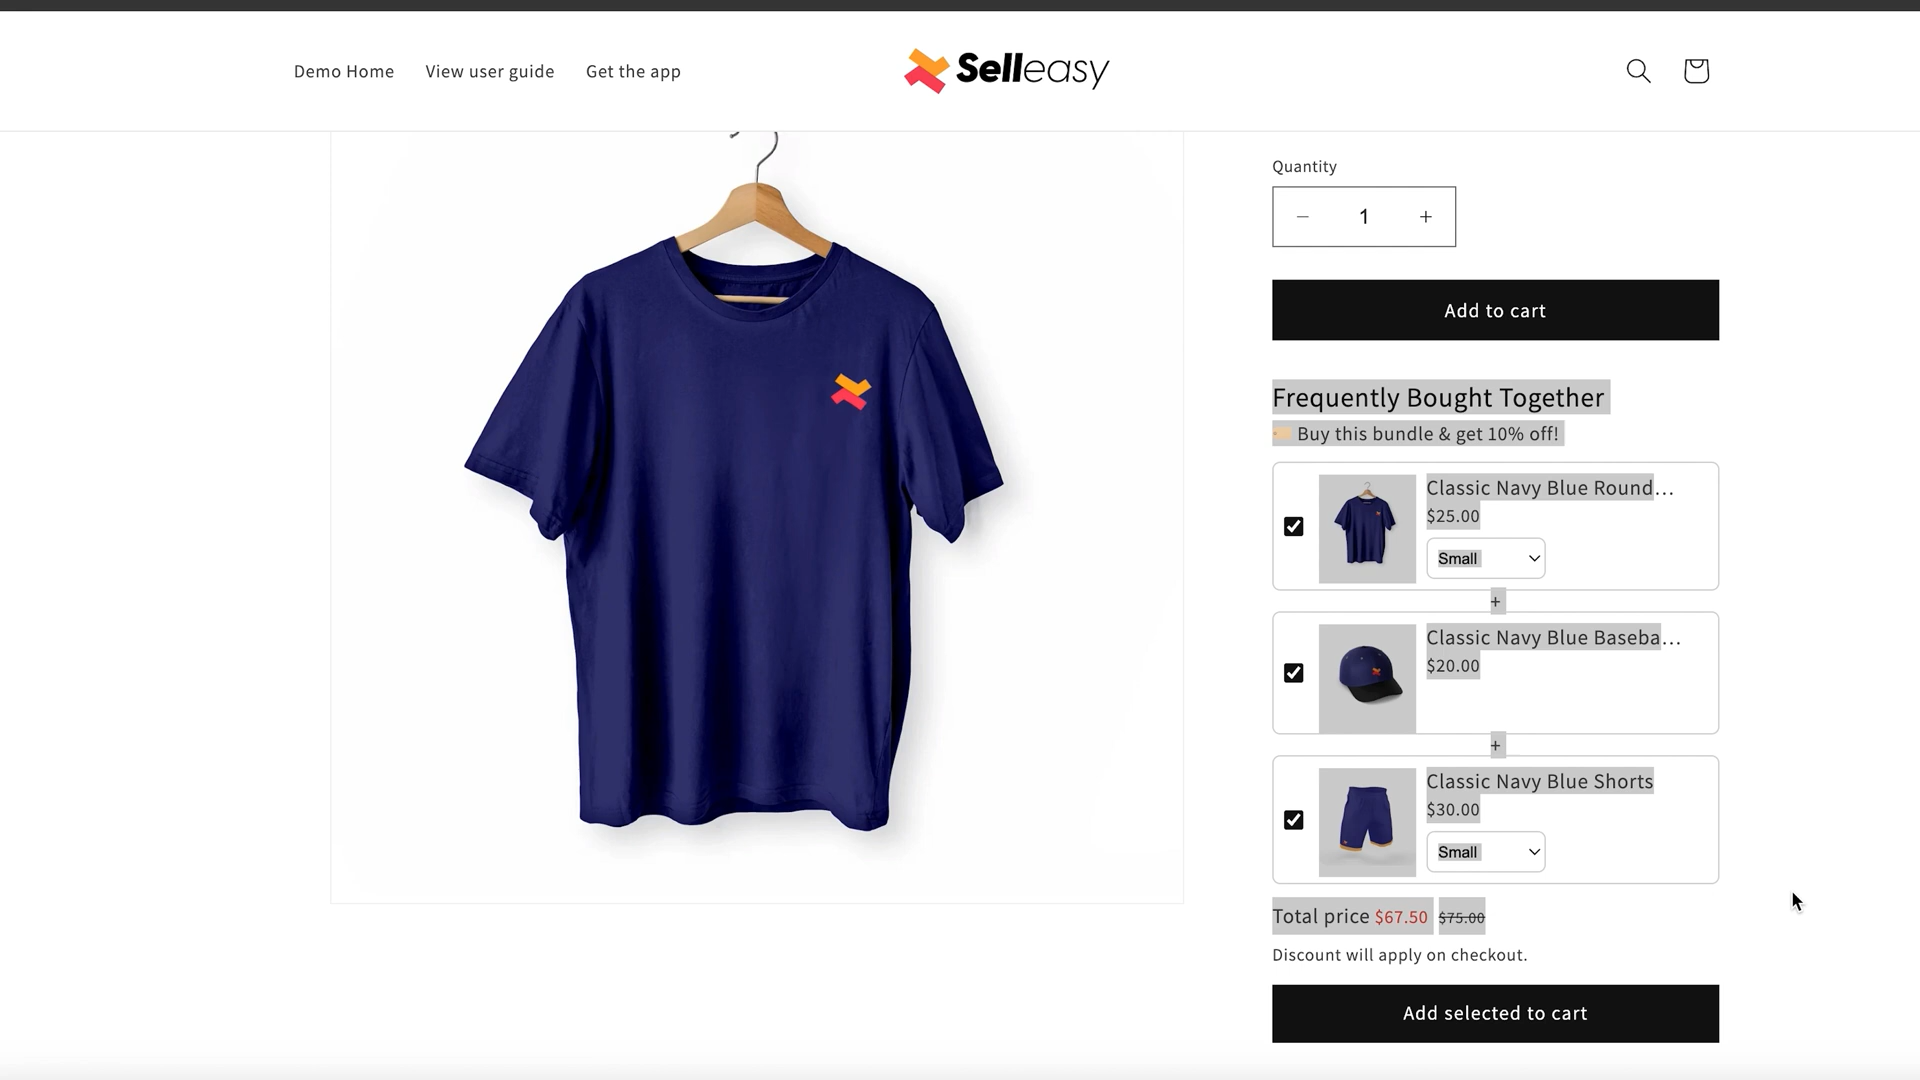 Demo Home
View user guide
Get the app
Selleasy
Quantity
− 1 +
Add to cart
Frequently Bought Together
Buy this bundle & get 10% off!
Classic Navy Blue Round...
$25.00
Small
+
Classic Navy Blue Baseba...
$20.00
+
Classic Navy Blue Shorts
$30.00
Small
Total price $67.50 $75.00
Discount will apply on checkout.
Add selected to cart